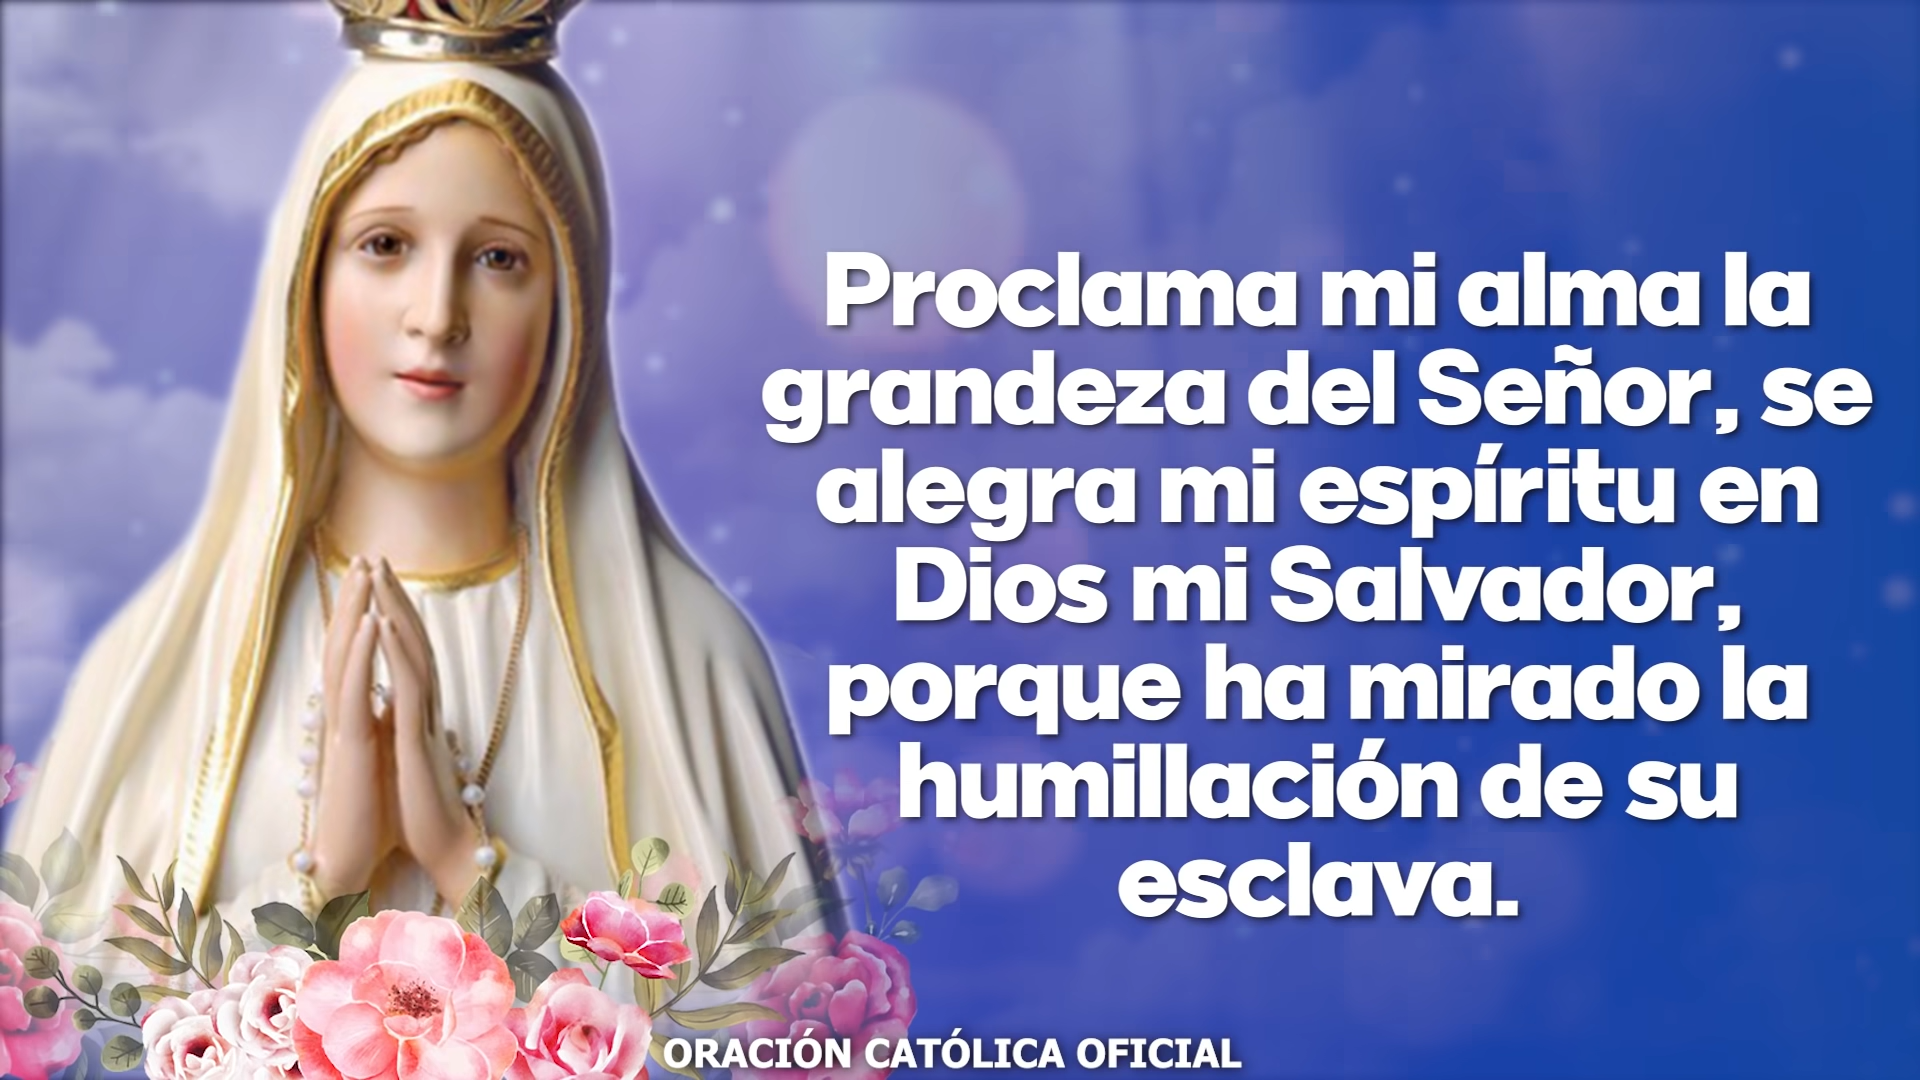 Proclama mi alma la
grandeza del Señor, se
alegra mi espíritu en
Dios mi Salvador,
porque ha mirado la
humillación de su
esclava.
ORACIÓN CATÓLICA OFICIAL